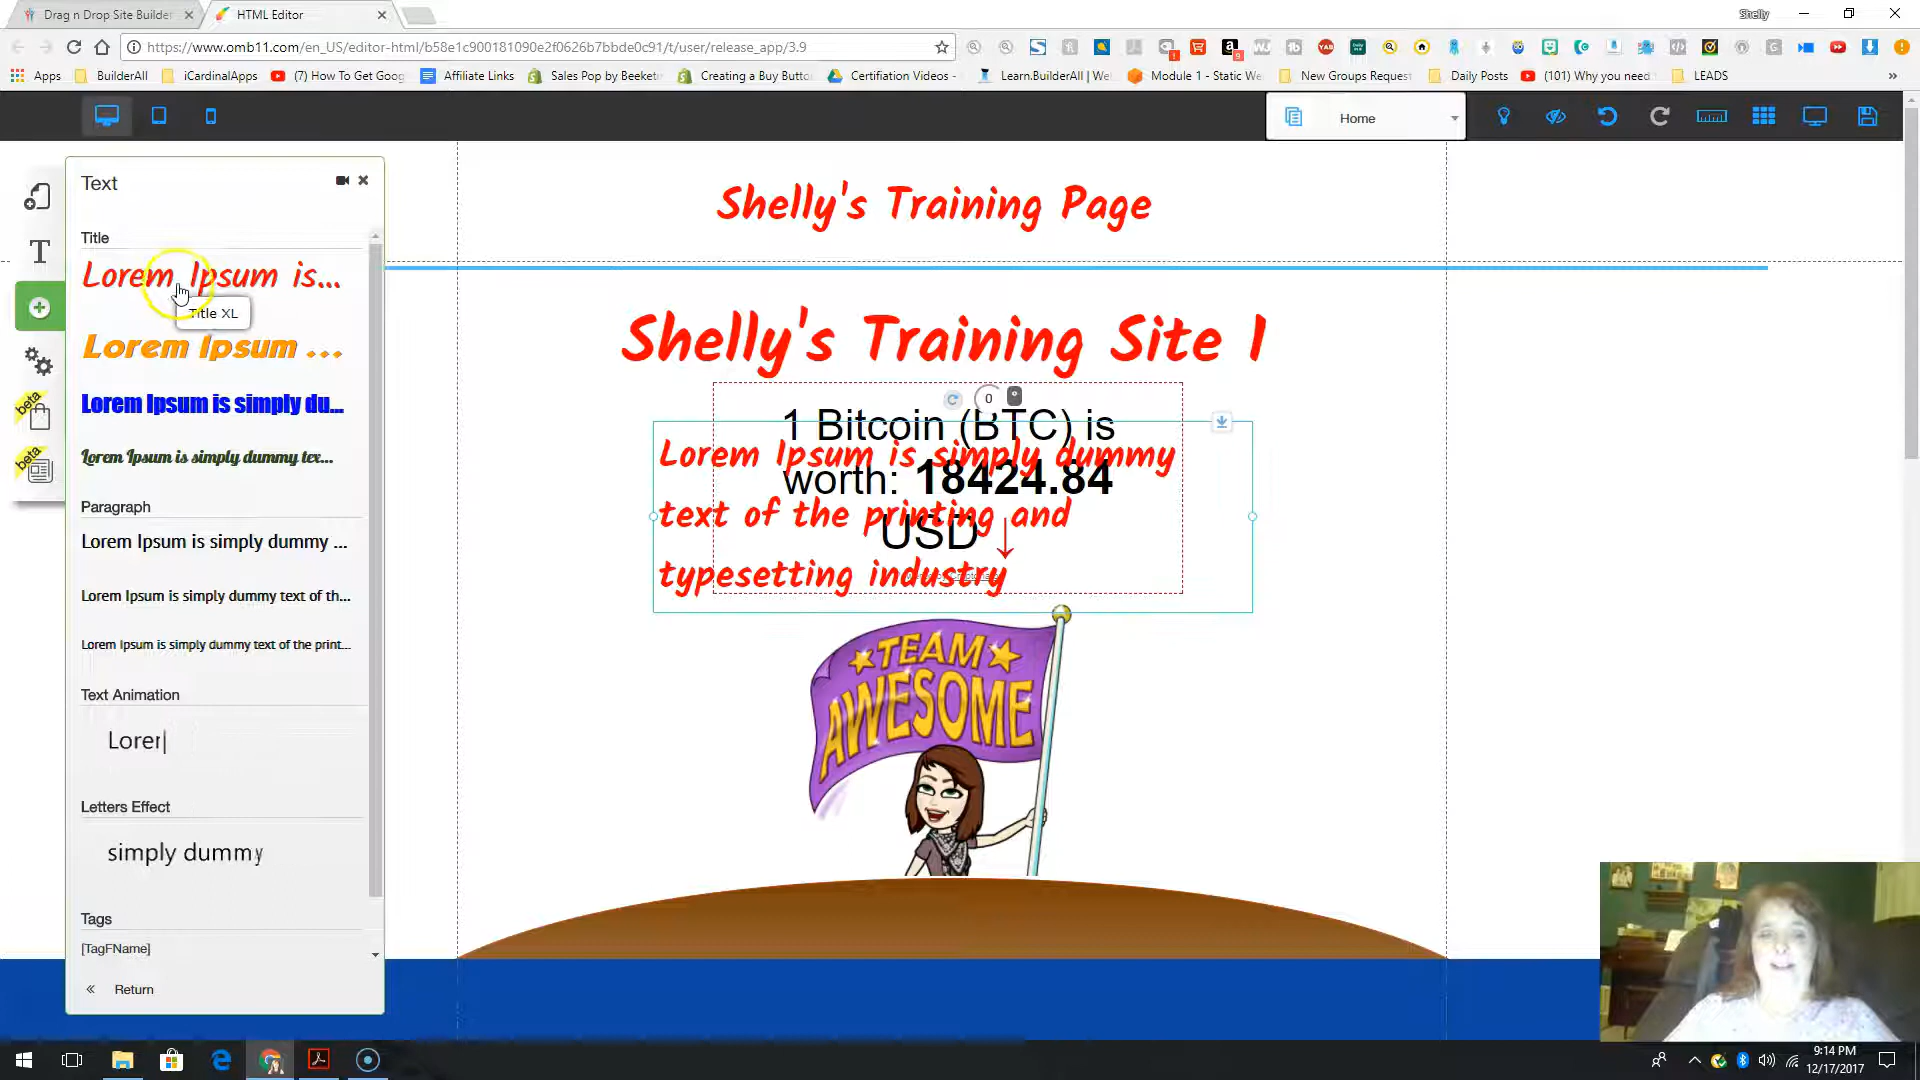 Drag n Drop Site Builder
HTML Editor
Shelly
https://www.omb11.com/en_US/editor-html/b58e1c900181090e2f0626b7bbde0c91/t/user/release_app/3.9
Apps
BuilderAll
iCardinalApps
(7) How To Get Goog
Affiliate Links
Sales Pop by Beeketi
Creating a Buy Butto
Certifiation Videos -
Learn.BuilderAll | We
Module 1 - Static We
New Groups Request
Daily Posts
(101) Why you need
LEADS
»
Home
Text
Title
Lorem Ipsum is...
Title XL
Lorem Ipsum ...
Lorem Ipsum is simply du...
Lorem Ipsum is simply dummy tex...
Paragraph
Lorem Ipsum is simply dummy ...
Lorem Ipsum is simply dummy text of th...
Lorem Ipsum is simply dummy text of the print...
Text Animation
Lorer
Letters Effect
simply dummy
Tags
[TagFName]
« Return
beta
beta
Shelly's Training Page
Shelly's Training Site 1
0
1 Bitcoin (BTC) is
worth: 18424.84
USD ↓
Lorem Ipsum is simply dummy
text of the printing and
typesetting industry
TEAM
AWESOME
9:14 PM
12/17/2017